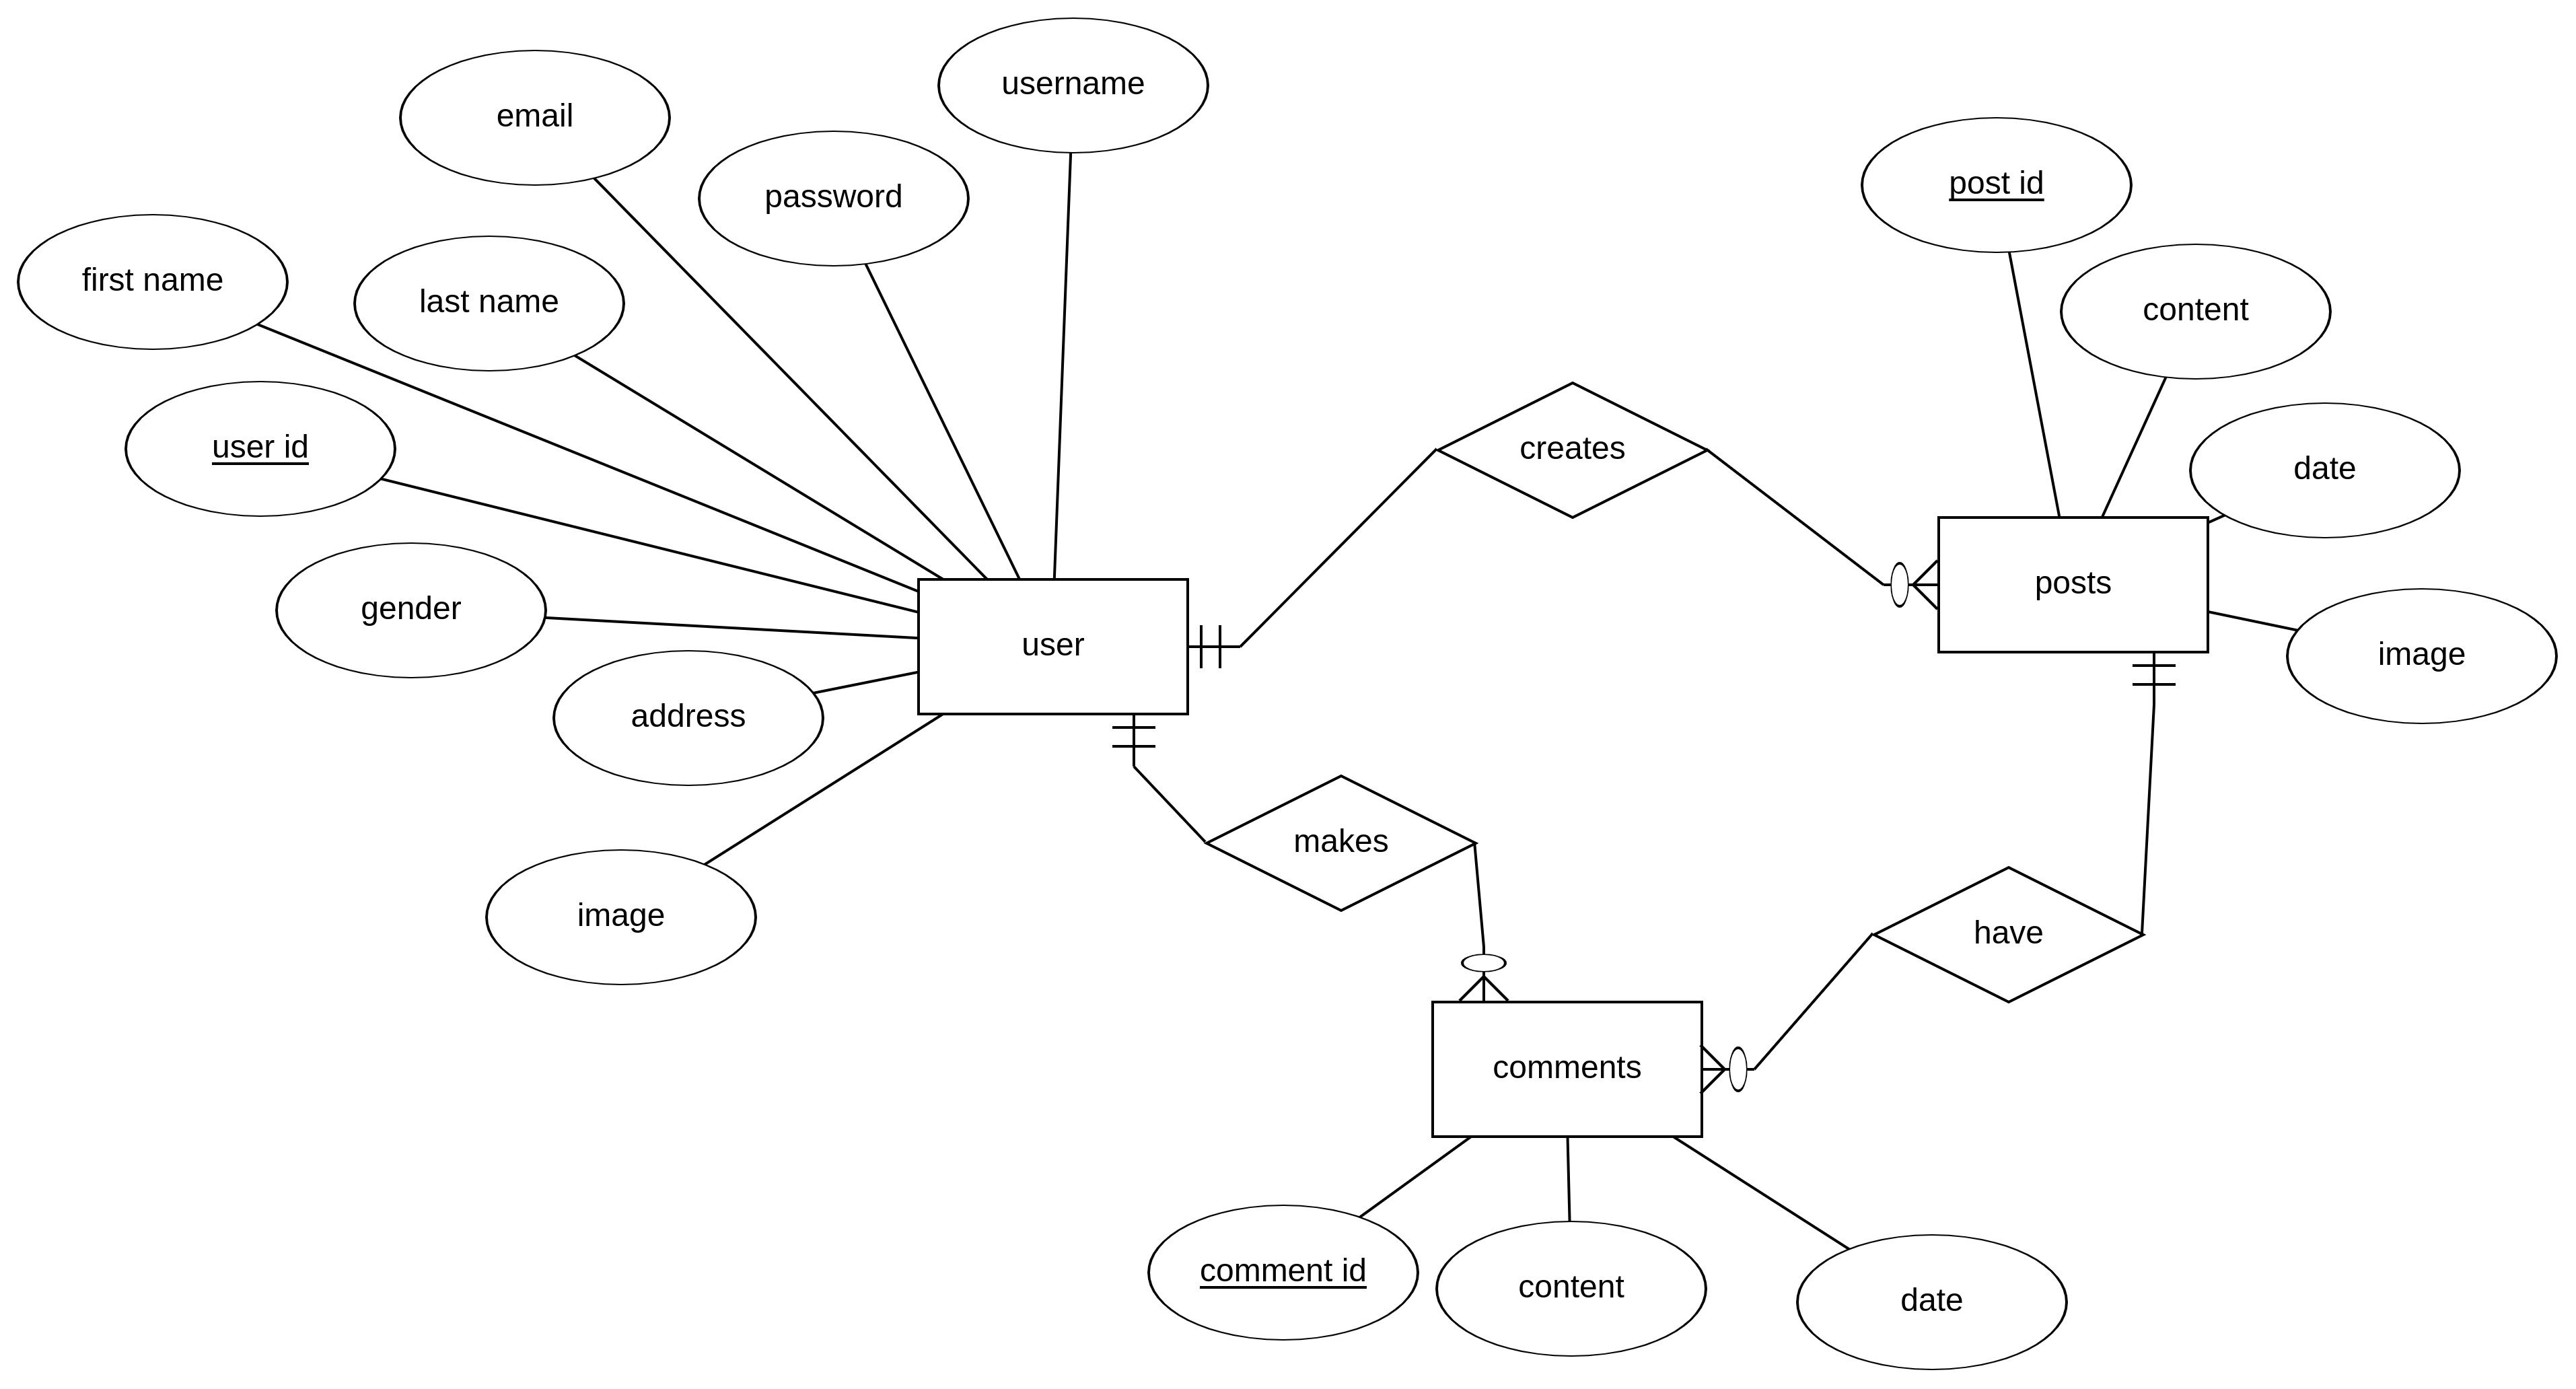 username
email
password
post id
first name
last name
content
user id
creates
date
posts
gender
user
image
address
makes
image
have
comments
comment id
content
date